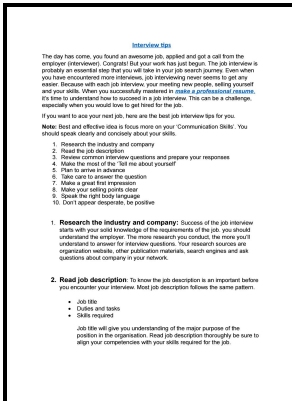 Interview tips
The day has come, you found an awesome job, applied and got a call from the
employer (interviewer). Congrats! But your work has just begun. The job interview is
probably an essential step that you will take in your job search journey. Even when
you have encountered more interviews, job interviewing never seems to get any
easier. Because with each job interview, your meeting new people, selling yourself
and your skills. When you successfully mastered in make a professional resume,
it's time to understand how to succeed in a job interview. This can be a challenge,
especially when you would love to get hired for the job.
If you want to ace your next job, here are the best job interview tips for you.
Note: Best and effective idea is focus more on your 'Communication Skills'. You
should speak clearly and concisely about your skills.
1. Research the industry and company
2. Read the job description
3. Review common interview questions and prepare your responses
4. Make the most of the 'Tell me about yourself'
5. Plan to arrive in advance
6. Take care to answer the question
7. Make a great first impression
8. Make your selling points clear
9. Speak the right body language
10. Don't appear desperate, be positive
1. Research the industry and company: Success of the job interview
starts with your solid knowledge of the requirements of the job. you should
understand the employer. The more research you conduct, the more you'll
understand to answer for interview questions. Your research sources are
organization website, other publication materials, search engines and ask
questions about company in your network.
2. Read job description: To know the job description is an important before
you encounter your interview. Most job description follows the same pattern.
• Job title
• Duties and tasks
• Skills required
Job title will give you understanding of the major purpose of the
position in the organisation. Read job description thoroughly be sure to
align your competencies with your skills required for the job.